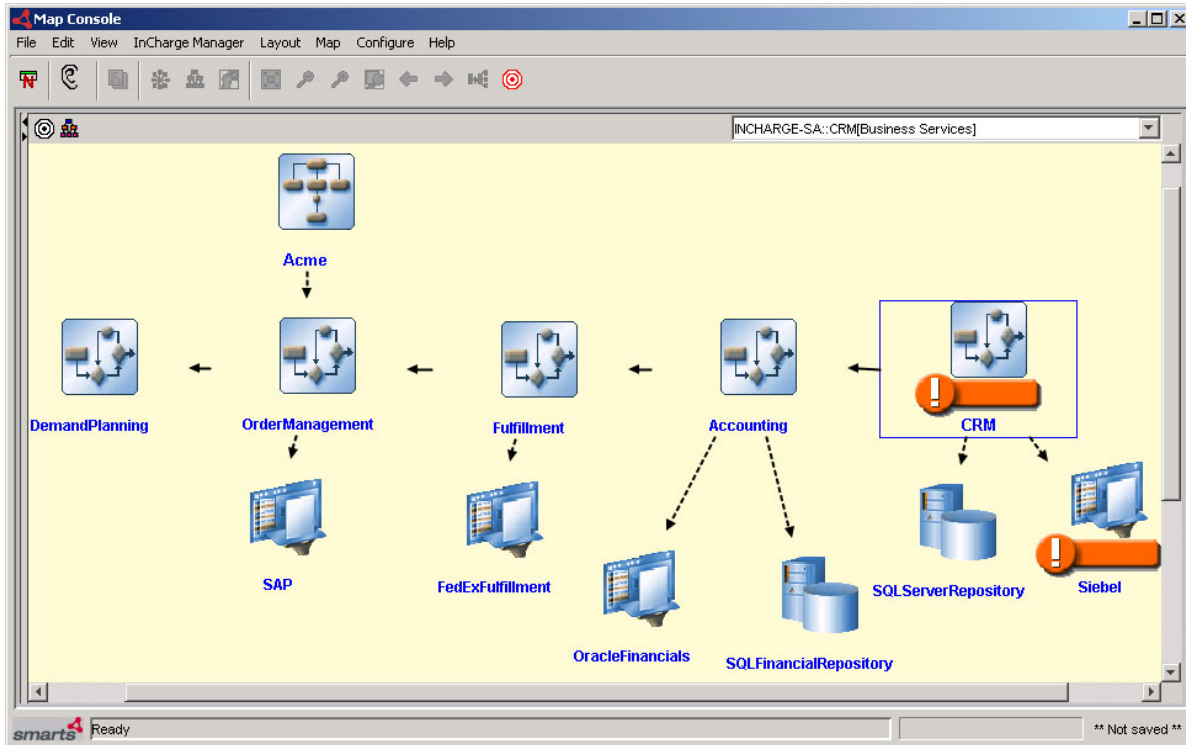 Map Console
File Edit View InCharge Manager Layout Map Configure Help
N
INCHARGE-SA::CRM[Business Services]
Acme
DemandPlanning OrderManagement Fulfillment Accounting ! CRM
SAP FedExFulfillment OracleFinancials SQLFinancialRepository SQLServerRepository ! Siebel
smarts Ready ** Not saved **